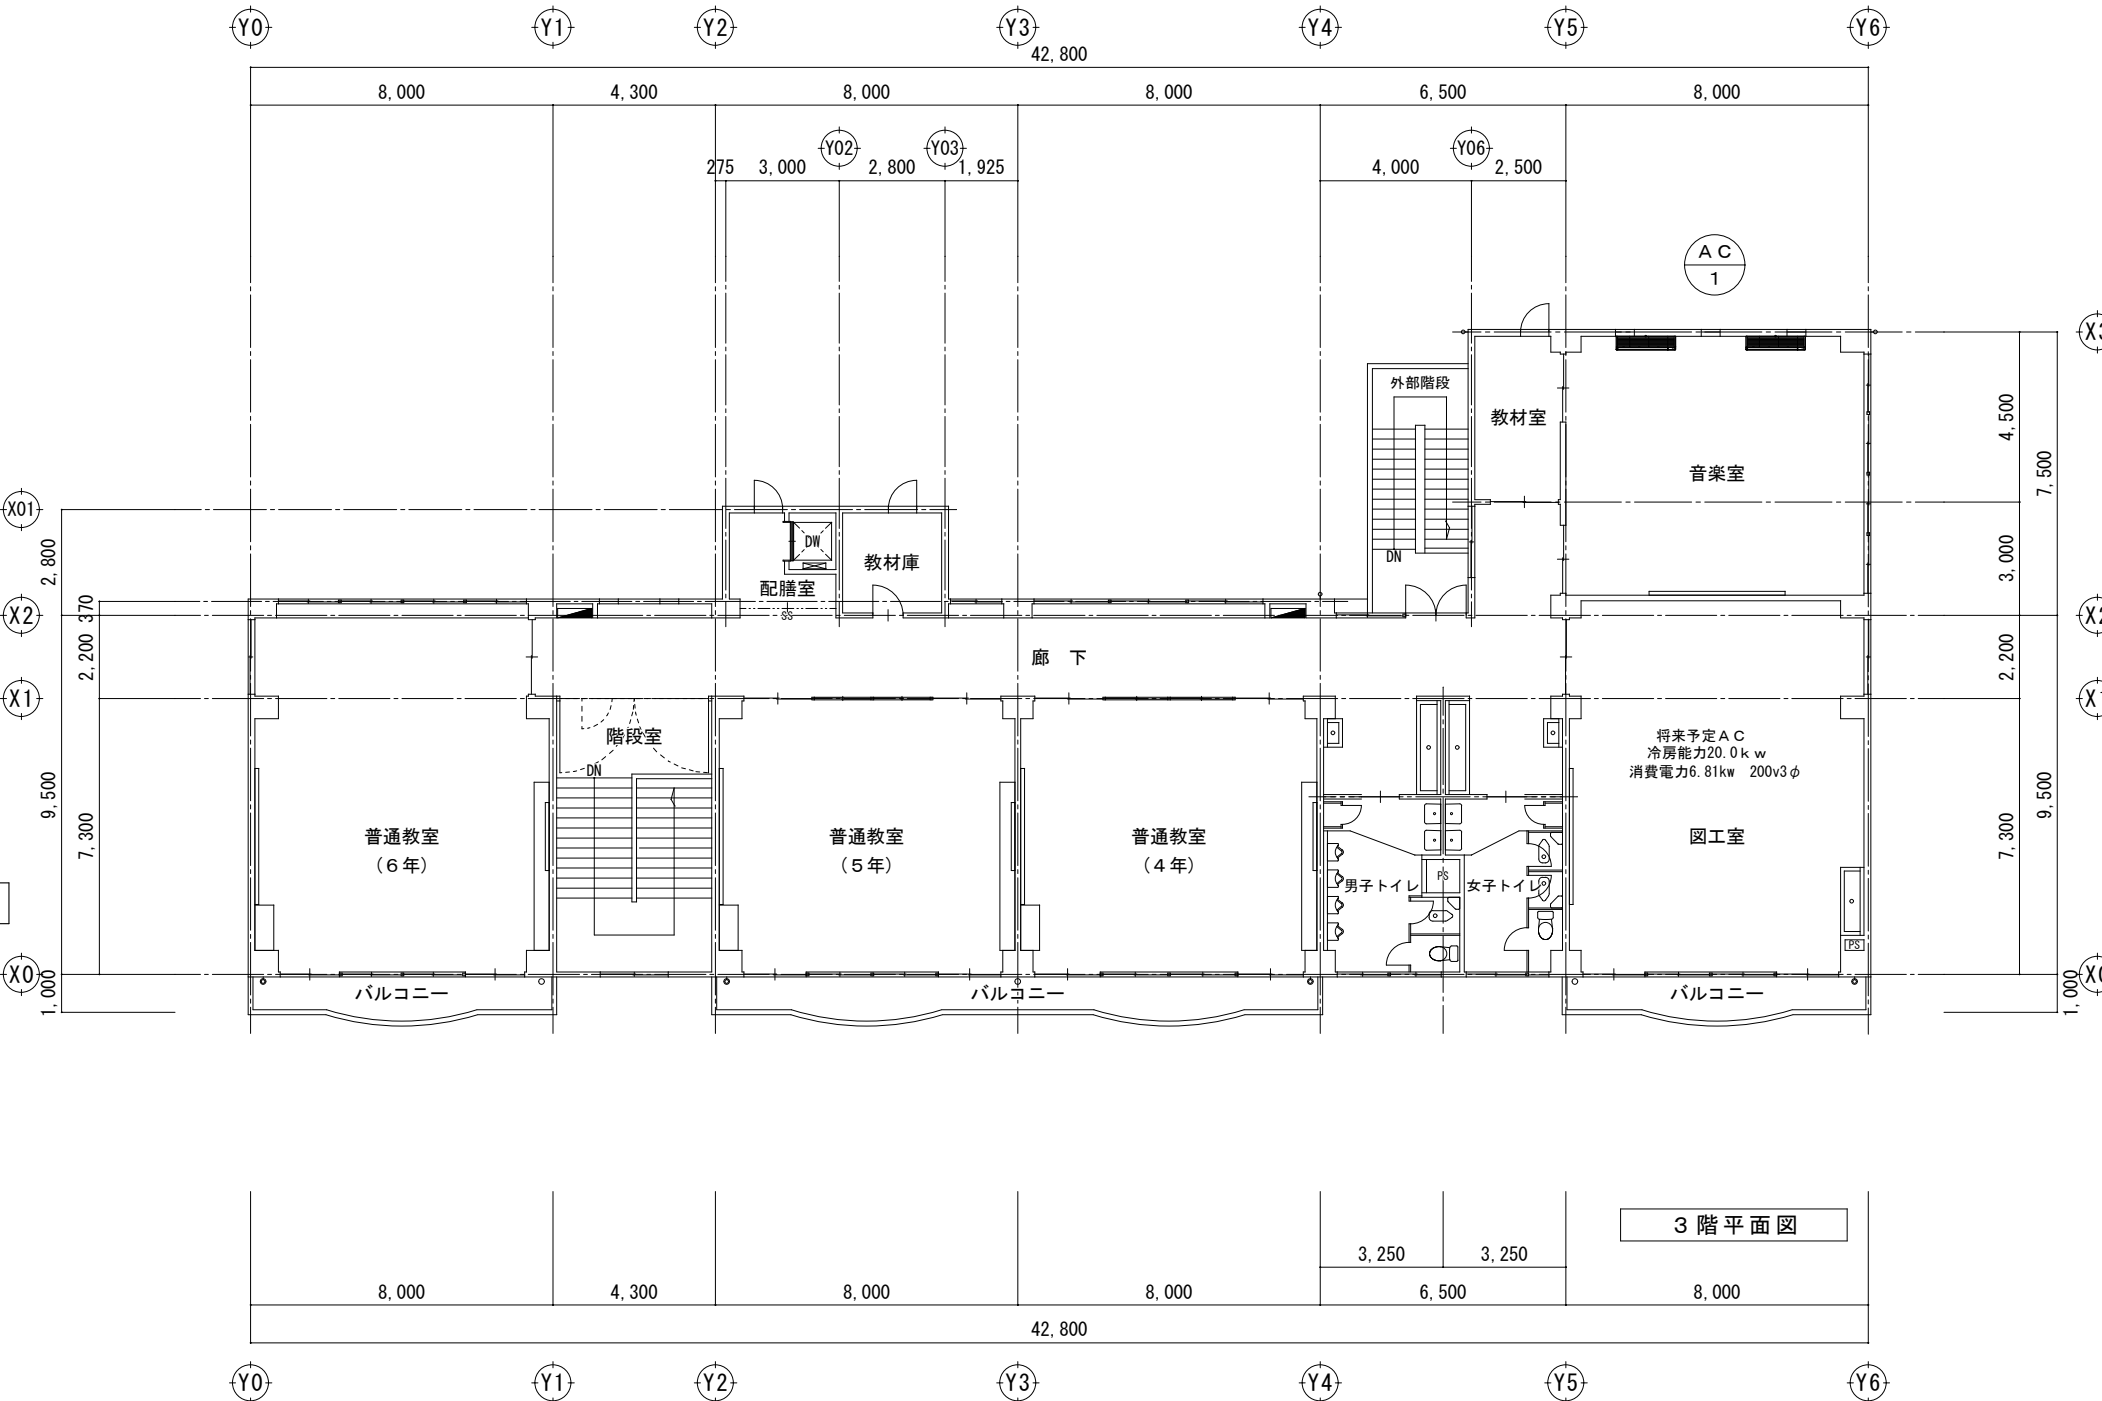 Y0 Y1 Y2 Y3 Y4 Y5 Y6
42,800
8,000 4,300 8,000 8,000 6,500 8,000
Y02 Y03 Y06
275 3,000 2,800 1,925 4,000 2,500
AC
1
X3
外部階段
教材室
4,500
7,500
音楽室
X01
DW
教材庫
DN
3,000
2,800
配膳室
SS
370
X2
X2
2,200
廊 下
2,200
X1
X1
階段室
DN
将来予定AC
冷房能力20.0kw
消費電力6.81kw 200v3φ
9,500
7,300
普通教室
(6年)
普通教室
(5年)
普通教室
(4年)
図工室
7,300
9,500
男子トイレ
PS
女子トイレ
PS
X0
X0
バルコニー
バルコニー
バルコニー
1,000
1,000
3階平面図
3,250 3,250
8,000 4,300 8,000 8,000 6,500 8,000
42,800
Y0 Y1 Y2 Y3 Y4 Y5 Y6